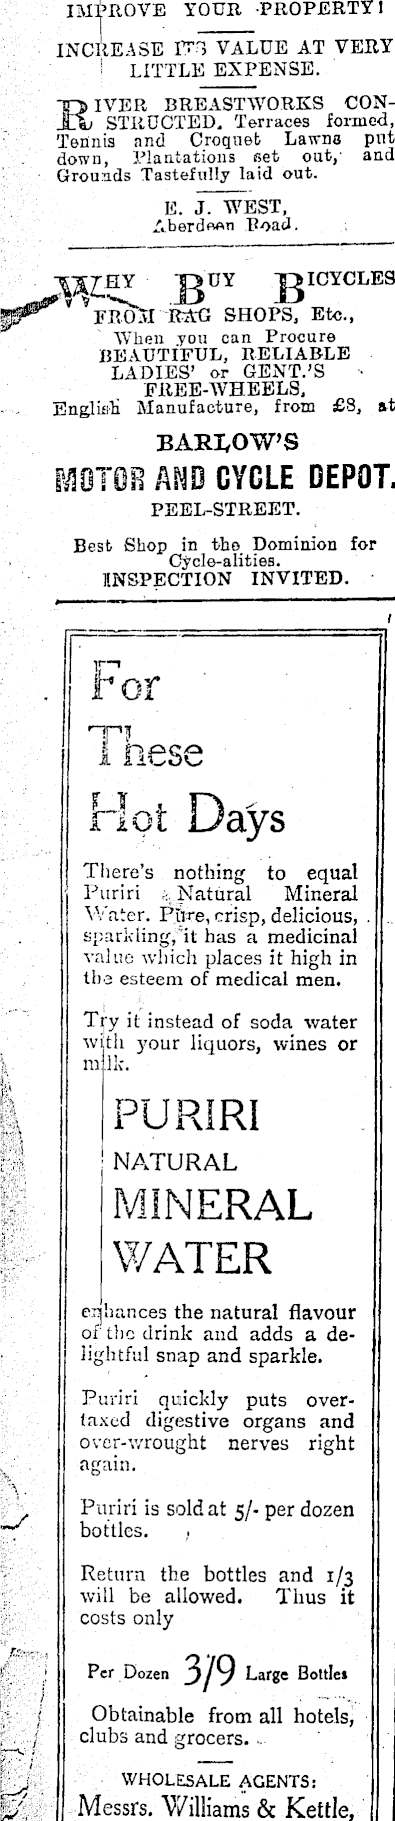 IMPROVE YOUR PROPERTY!
INCREASE ITS VALUE AT VERY
LITTLE EXPENSE.
RIVER BREASTWORKS CON-
STRUCTED. Terraces formed,
Tennis and Croquet Lawns put
down, Plantations set out, and
Grounds Tastefully laid out.
E. J. WEST,
Aberdeen Road.
WHY BUY BICYCLES
FROM RAG SHOPS, Etc.,
When you can Procure
BEAUTIFUL, RELIABLE
LADIES' or GENT.'S
FREE-WHEELS,
English Manufacture, from £8, at
BARLOW'S
MOTOR AND CYCLE DEPOT.
PEEL-STREET.
Best Shop in the Dominion for
Cycle-alities.
INSPECTION INVITED.
For
These
Hot Days
There's nothing to equal
Puriri Natural Mineral
Water. Pure, crisp, delicious,
sparkling, it has a medicinal
value which places it high in
the esteem of medical men.
Try it instead of soda water
with your liquors, wines or
milk.
PURIRI
NATURAL
MINERAL
WATER
enhances the natural flavour
of the drink and adds a de-
lightful snap and sparkle.
Puriri quickly puts over-
taxed digestive organs and
over-wrought nerves right
again.
Puriri is sold at 5/- per dozen
bottles.
Return the bottles and 1/3
will be allowed. Thus it
costs only
Per Dozen 3/9 Large Bottles
Obtainable from all hotels,
clubs and grocers.
WHOLESALE AGENTS:
Messrs. Williams & Kettle,